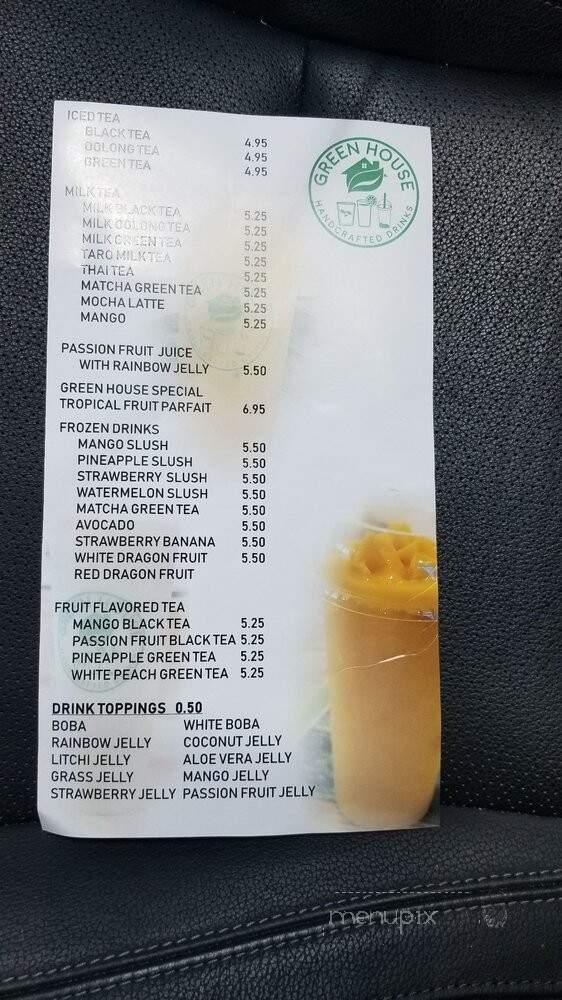 ICED TEA
BLACK TEA 4.95
OOLONG TEA 4.95
GREEN TEA 4.95
GREEN HOUSE
HANDCRAFTED DRINKS
MILK TEA
MILK BLACK TEA 5.25
MILK OOLONG TEA 5.25
MILK GREEN TEA 5.25
TARO MILK TEA 5.25
THAI TEA 5.25
MATCHA GREEN TEA 5.25
MOCHA LATTE 5.25
MANGO 5.25
PASSION FRUIT JUICE
WITH RAINBOW JELLY 5.50
GREEN HOUSE SPECIAL
TROPICAL FRUIT PARFAIT 6.95
FROZEN DRINKS
MANGO SLUSH 5.50
PINEAPPLE SLUSH 5.50
STRAWBERRY SLUSH 5.50
WATERMELON SLUSH 5.50
MATCHA GREEN TEA 5.50
AVOCADO 5.50
STRAWBERRY BANANA 5.50
WHITE DRAGON FRUIT 5.50
RED DRAGON FRUIT
FRUIT FLAVORED TEA
MANGO BLACK TEA 5.25
PASSION FRUIT BLACK TEA 5.25
PINEAPPLE GREEN TEA 5.25
WHITE PEACH GREEN TEA 5.25
DRINK TOPPINGS 0.50
BOBA WHITE BOBA
RAINBOW JELLY COCONUT JELLY
LITCHI JELLY ALOE VERA JELLY
GRASS JELLY MANGO JELLY
STRAWBERRY JELLY PASSION FRUIT JELLY
menupix